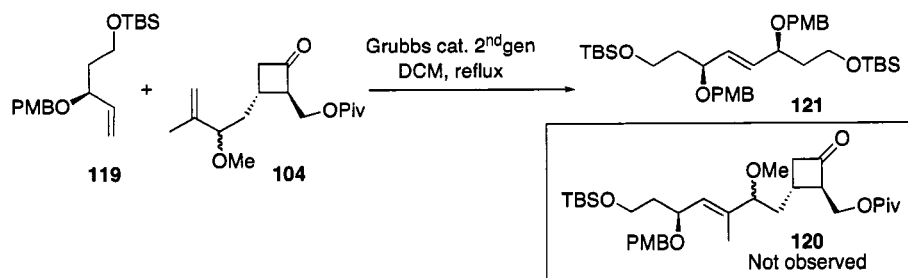 OTBS
PMBO
119
+
O
OPiv
OMe
104
Grubbs cat. 2nd gen
DCM, reflux
OPMB
TBSO
OTBS
OPMB
121
O
OMe
TBSO
OPiv
PMBO
120
Not observed